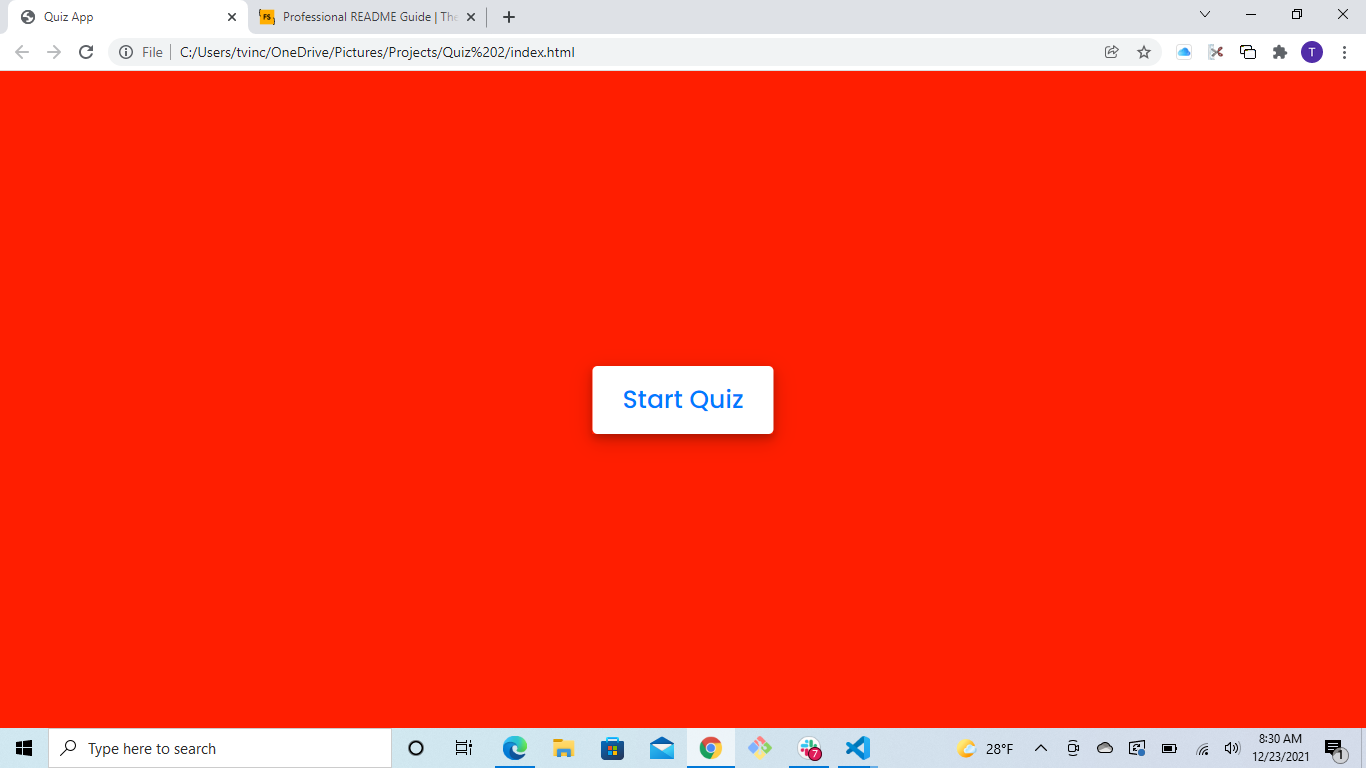 Quiz App
FS
Professional README Guide | The
File
C:/Users/tvinc/OneDrive/Pictures/Projects/Quiz%202/index.html
T
Start Quiz
Type here to search
7
28°F
8:30 AM
12/23/2021
1